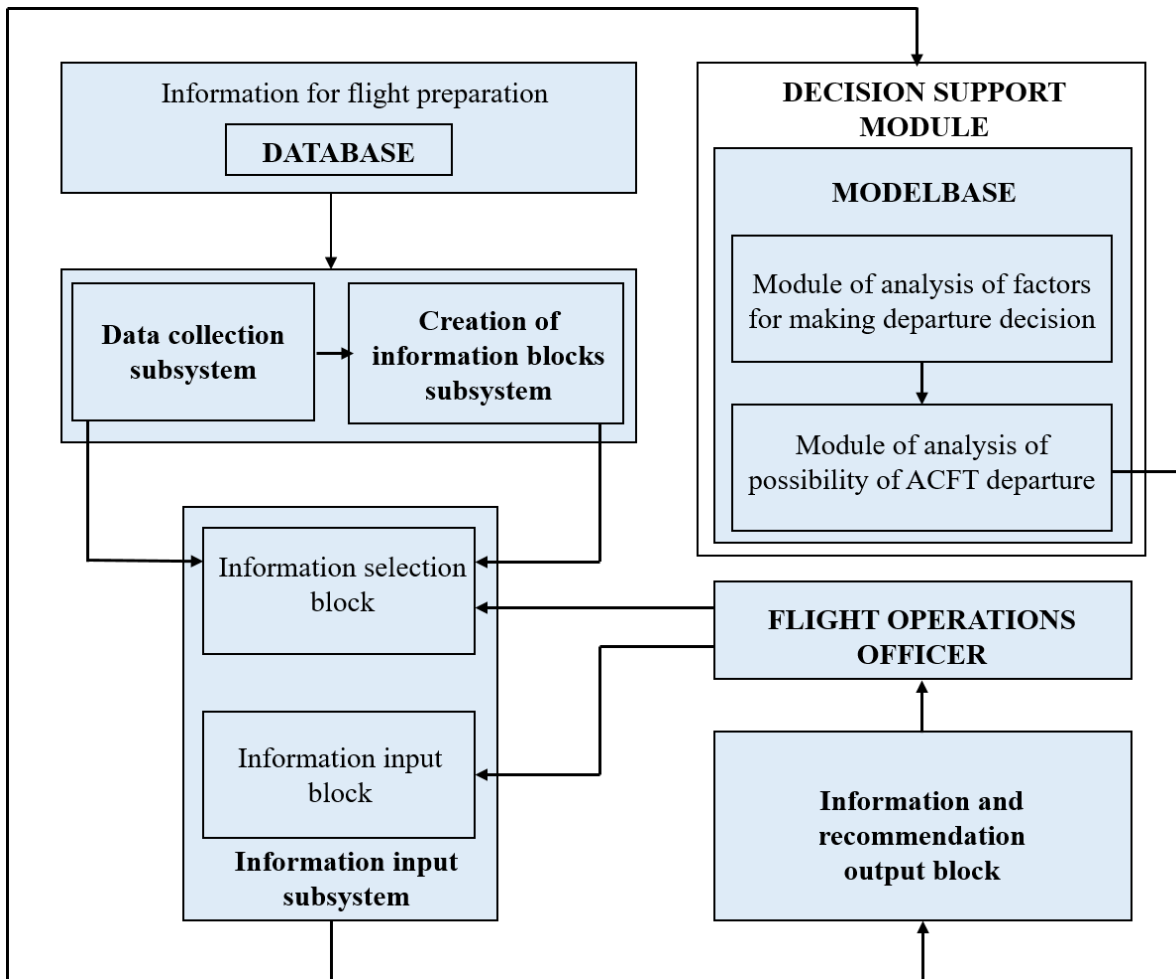 Information for flight preparation
DATABASE
Data collection
subsystem
Creation of
information blocks
subsystem
Information selection
block
Information input
block
Information input
subsystem
DECISION SUPPORT
MODULE
MODELBASE
Module of analysis of factors
for making departure decision
Module of analysis of
possibility of ACFT departure
FLIGHT OPERATIONS
OFFICER
Information and
recommendation
output block